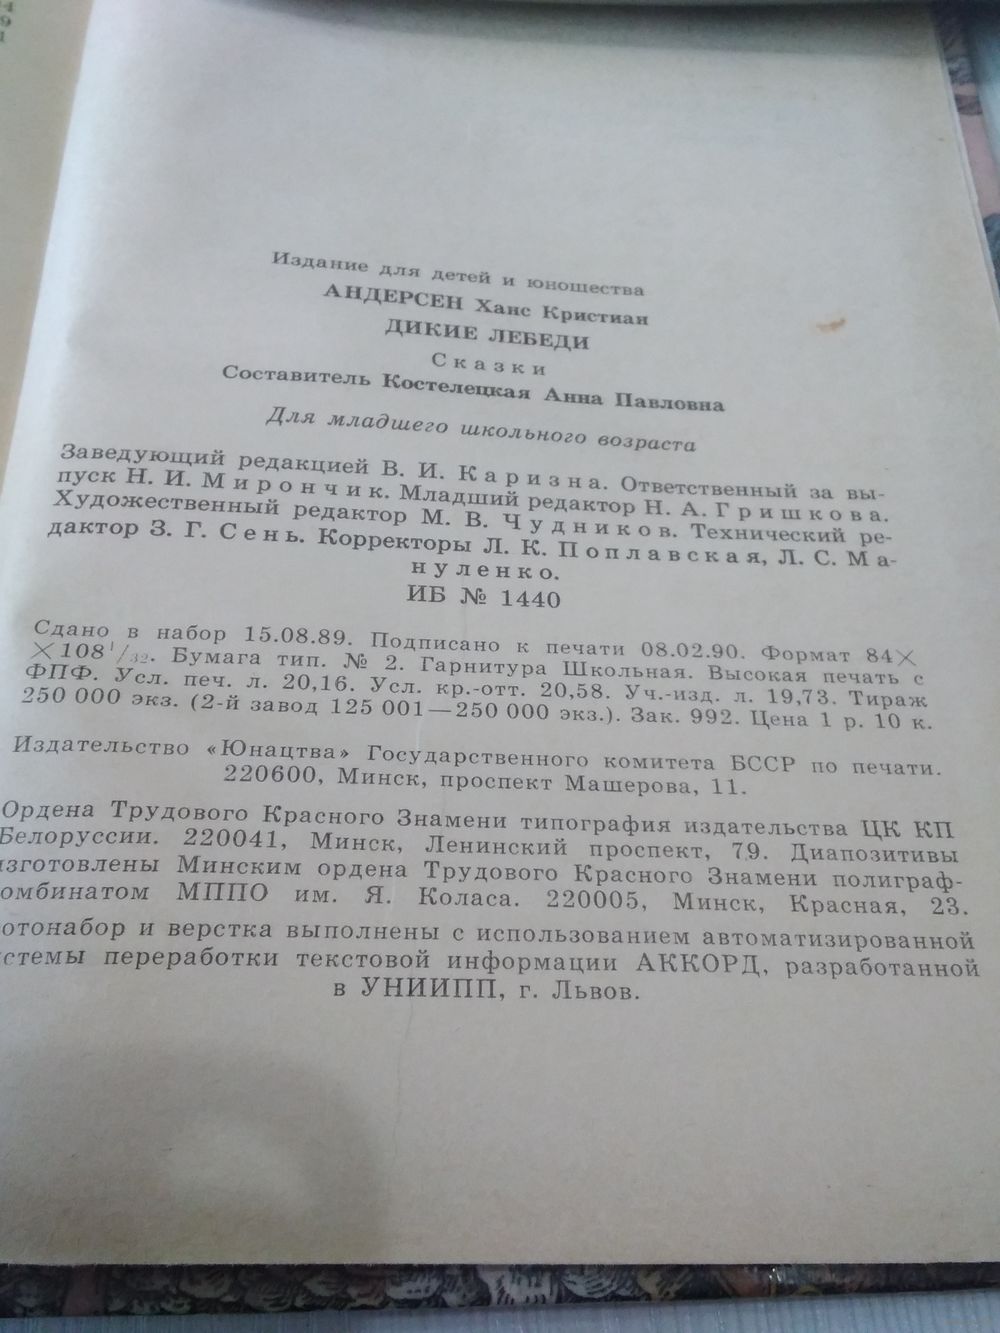 4
9
1
Издание для детей и юношества
АНДЕРСЕН Ханс Кристиан
ДИКИЕ ЛЕБЕДИ
Сказки
Составитель Костелецкая Анна Павловна
Для младшего школьного возраста
Заведующий редакцией В. И. Каризна. Ответственный за вы-
пуск Н. И. Мирончик. Младший редактор Н. А. Гришкова.
Художественный редактор М. В. Чудников. Технический ре-
дактор З. Г. Сень. Корректоры Л. К. Поплавская, Л. С. Ма-
нуленко.
ИБ № 1440
Сдано в набор 15.08.89. Подписано к печати 08.02.90. Формат 84×
×108 1/32. Бумага тип. № 2. Гарнитура Школьная. Высокая печать с
ФПФ. Усл. печ. л. 20,16. Усл. кр.-отт. 20,58. Уч.-изд. л. 19,73. Тираж
250 000 экз. (2-й завод 125 001—250 000 экз.). Зак. 992. Цена 1 р. 10 к.
Издательство «Юнацтва» Государственного комитета БССР по печати.
220600, Минск, проспект Машерова, 11.
Ордена Трудового Красного Знамени типография издательства ЦК КП
Белоруссии. 220041, Минск, Ленинский проспект, 79. Диапозитивы
изготовлены Минским ордена Трудового Красного Знамени полиграф-
омбинатом МППО им. Я. Коласа. 220005, Минск, Красная, 23.
отонабор и верстка выполнены с использованием автоматизированной
стемы переработки текстовой информации АККОРД, разработанной
в УНИИПП, г. Львов.